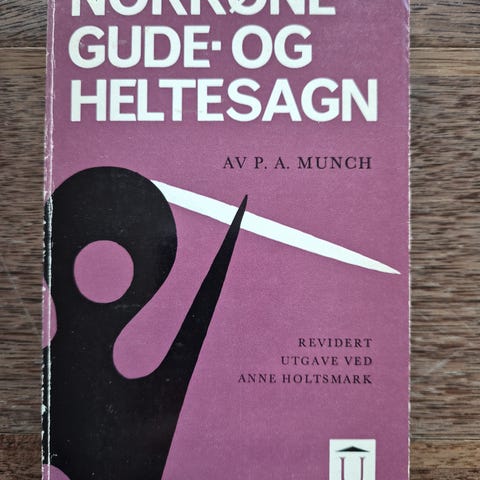 NORRØNE
GUDE- OG
HELTESAGN
AV P. A. MUNCH
REVIDERT
UTGAVE VED
ANNE HOLTSMARK
U